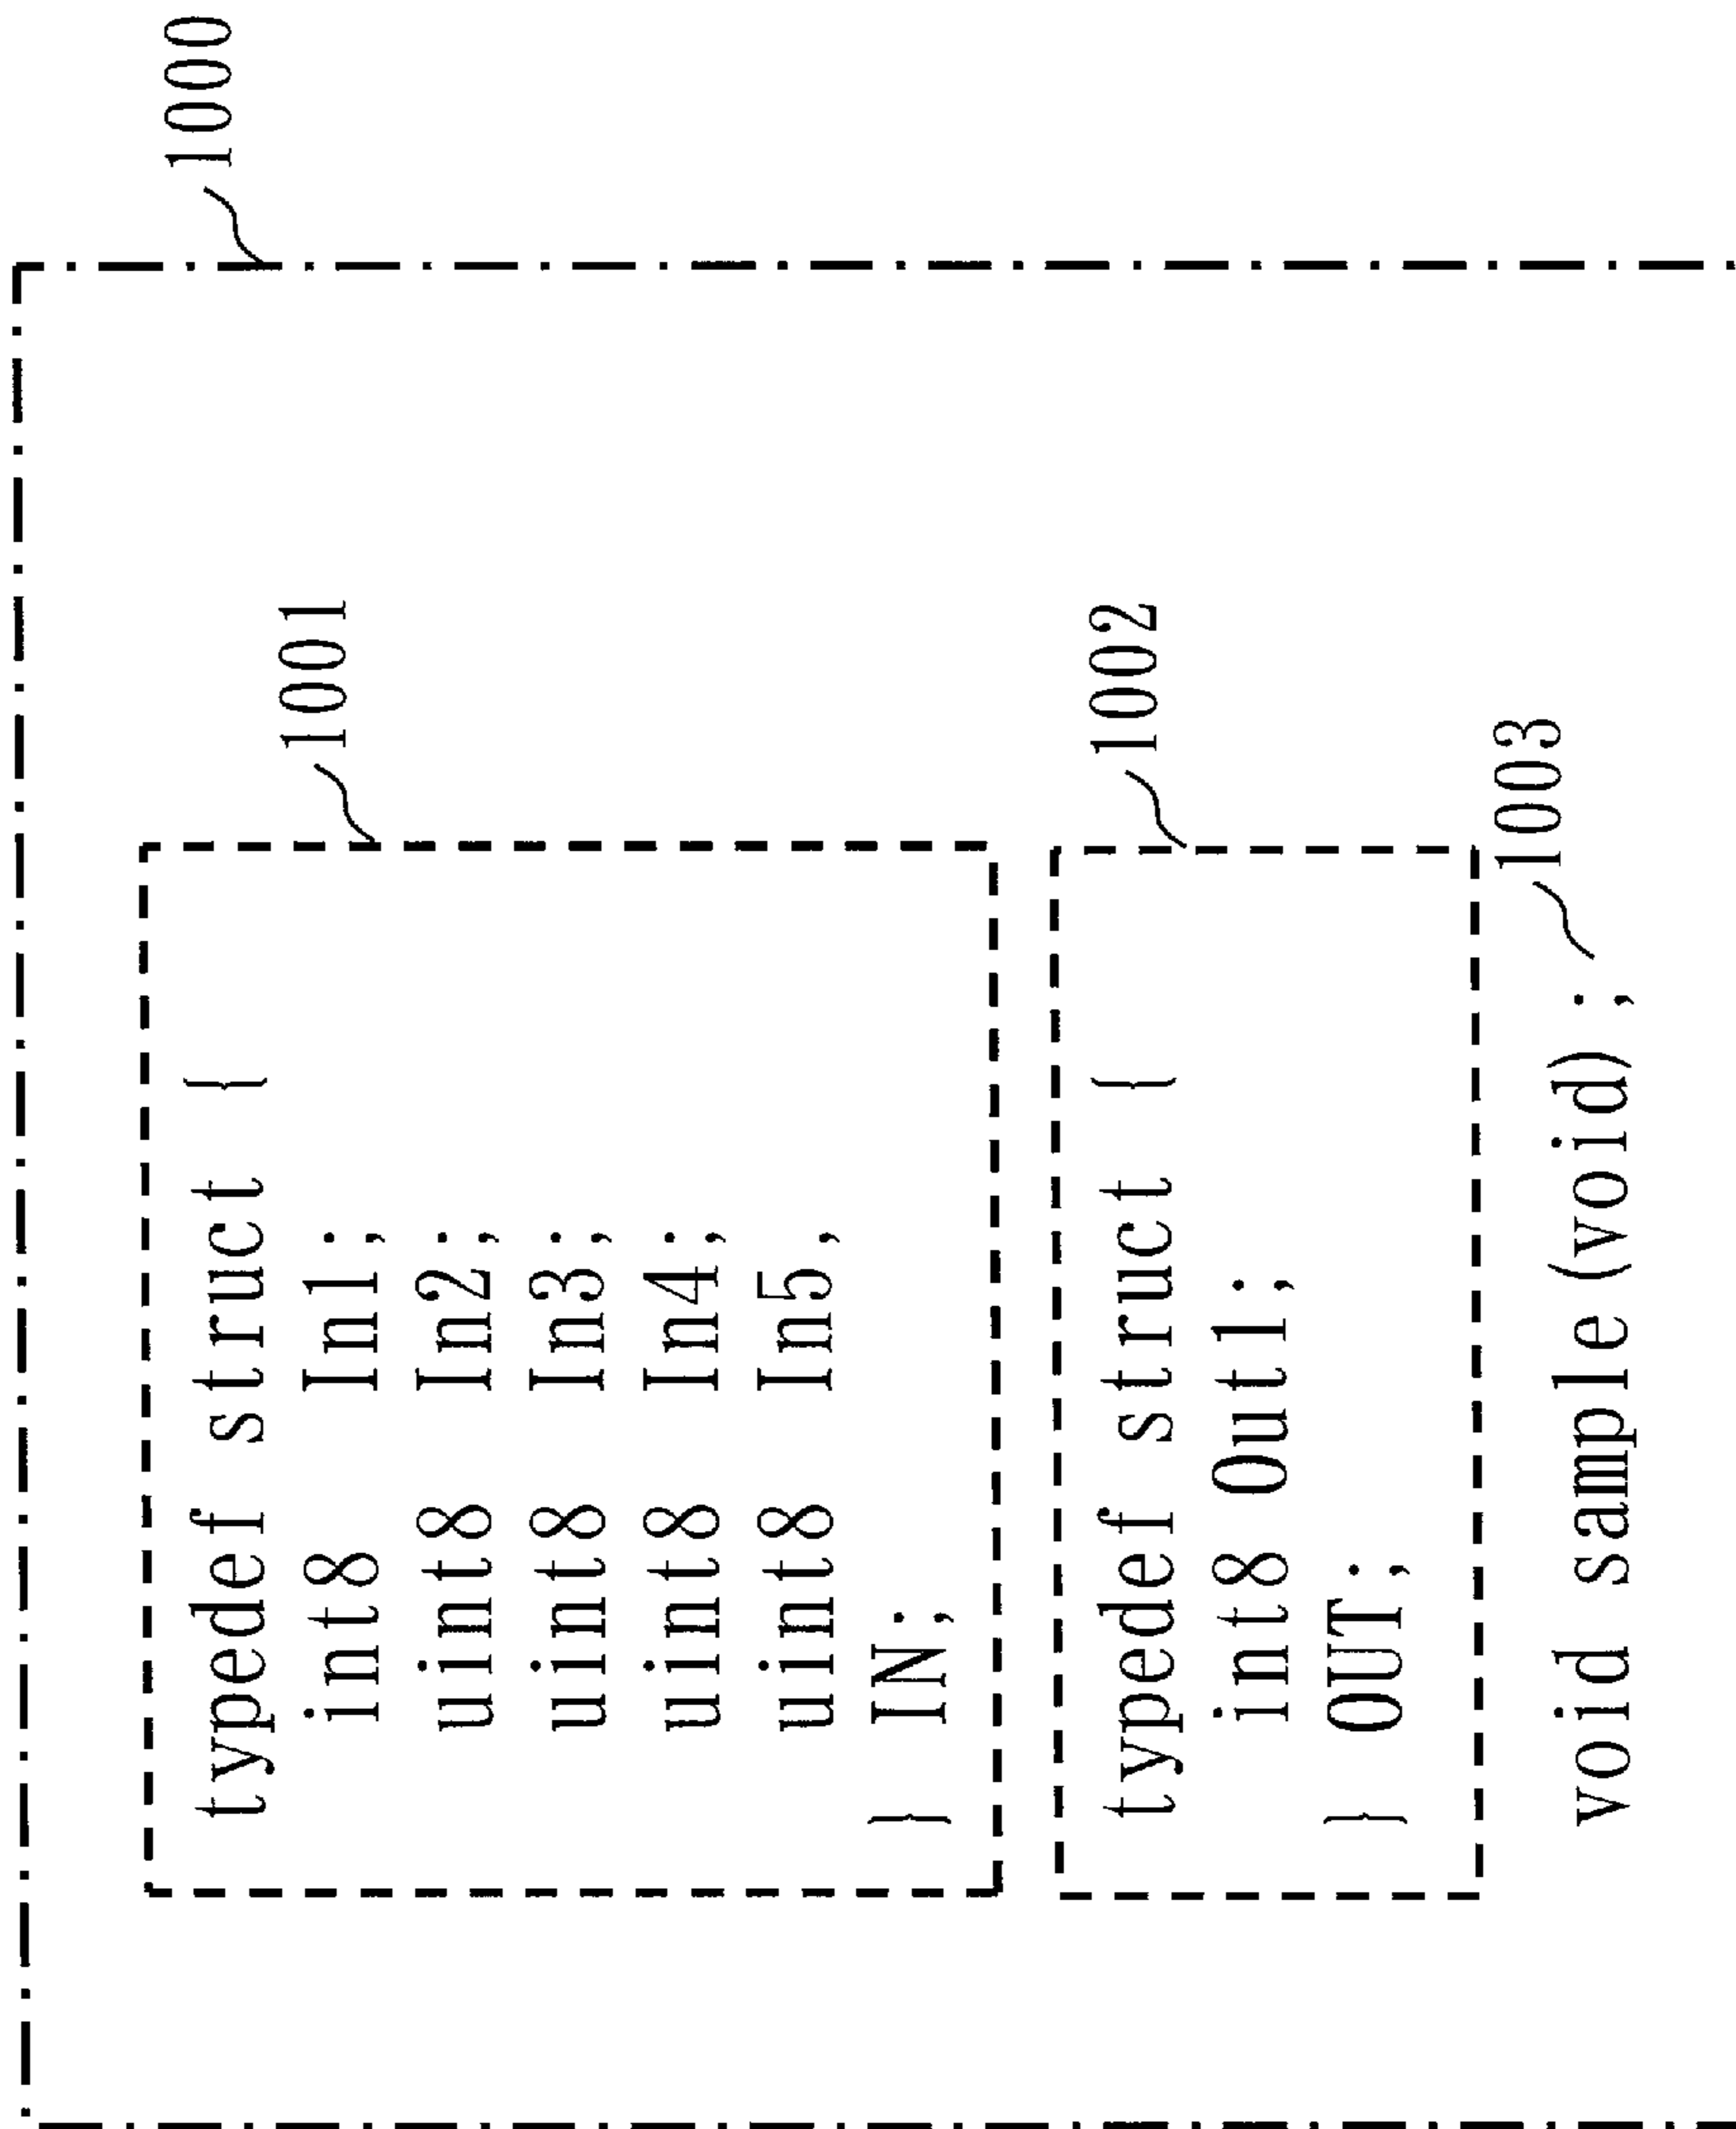 1000
1001
typedef struct {
int8 In1;
uint8 In2;
uint8 In3;
uint8 In4;
uint8 In5;
} IN;
1002
typedef struct {
int8 Out1;
} OUT;
1003
void sample(void);